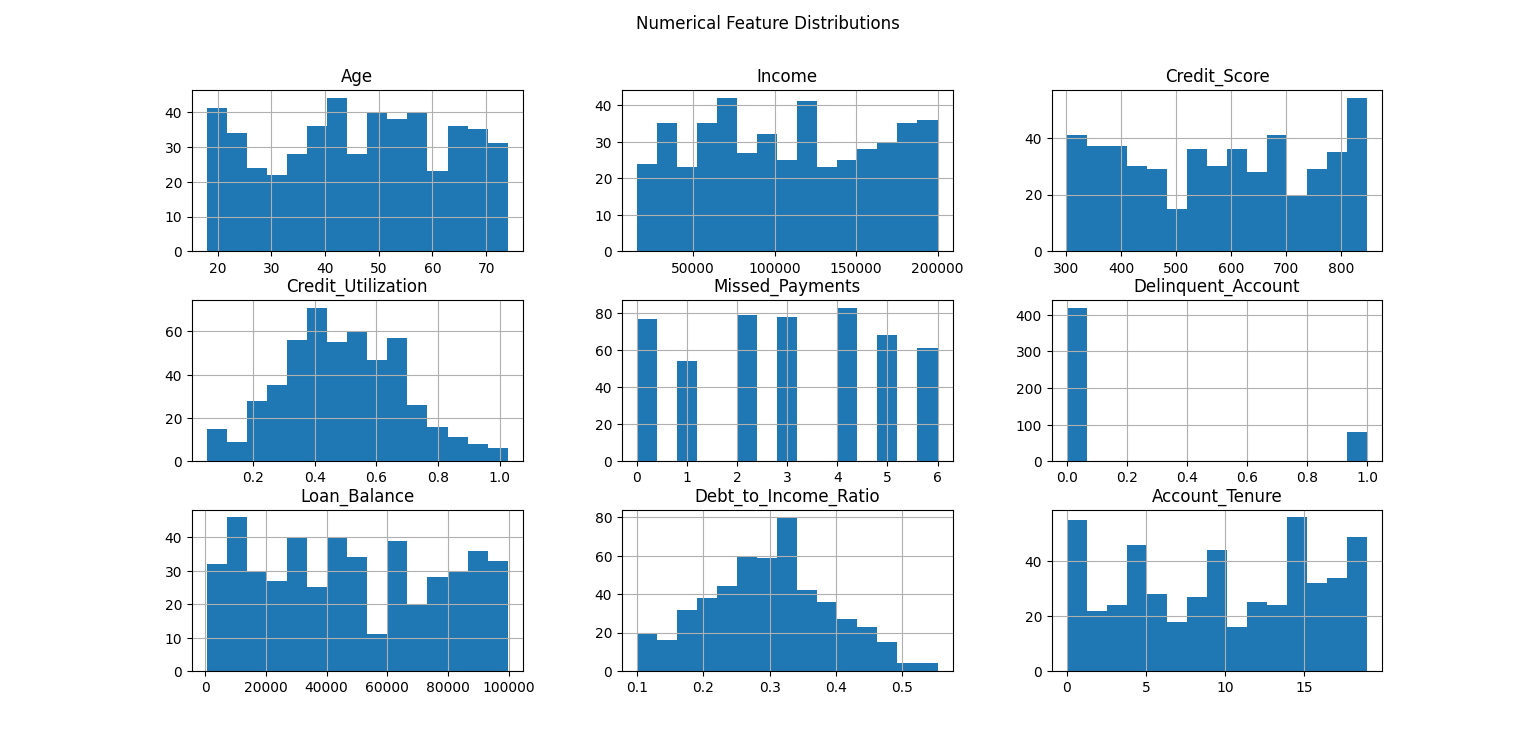 Numerical Feature Distributions
Age
Income
Credit_Score
40
30
20
10
0
20 30 40 50 60 70
40
30
20
10
0
50000 100000 150000 200000
40
20
0
300 400 500 600 700 800
Credit_Utilization
Missed_Payments
Delinquent_Account
60
40
20
0
0.2 0.4 0.6 0.8 1.0
80
60
40
20
0
0 1 2 3 4 5 6
400
300
200
100
0
0.0 0.2 0.4 0.6 0.8 1.0
Loan_Balance
Debt_to_Income_Ratio
Account_Tenure
40
30
20
10
0
0 20000 40000 60000 80000 100000
80
60
40
20
0
0.1 0.2 0.3 0.4 0.5
40
20
0
0 5 10 15